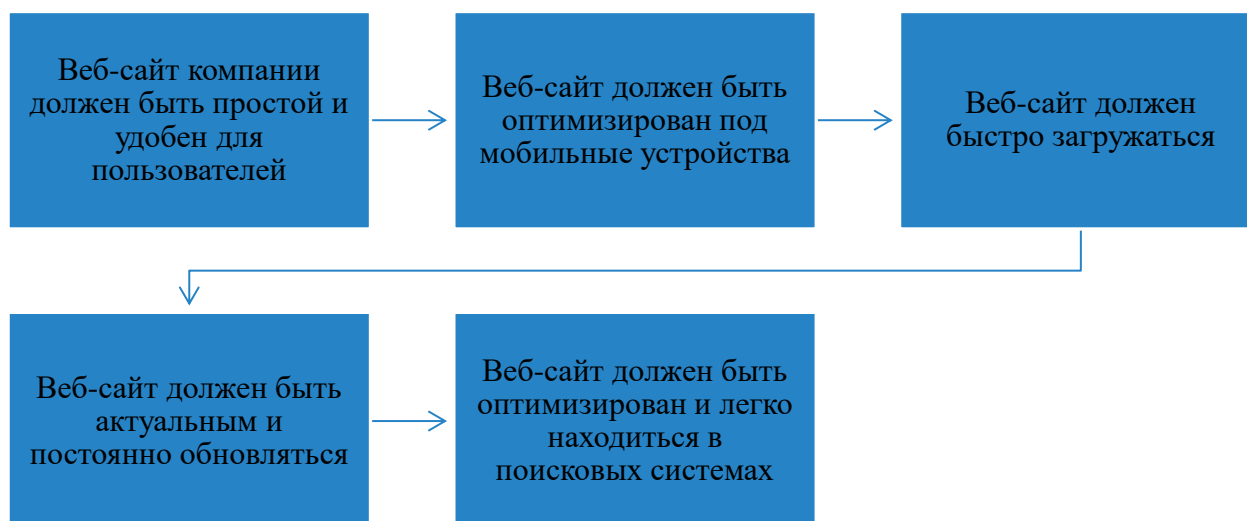 Веб-сайт компании
должен быть простой и
удобен для
пользователей
Веб-сайт должен быть
оптимизирован под
мобильные устройства
Веб-сайт должен
быстро загружаться
Веб-сайт должен быть
актуальным и
постоянно обновляться
Веб-сайт должен быть
оптимизирован и легко
находиться в
поисковых системах